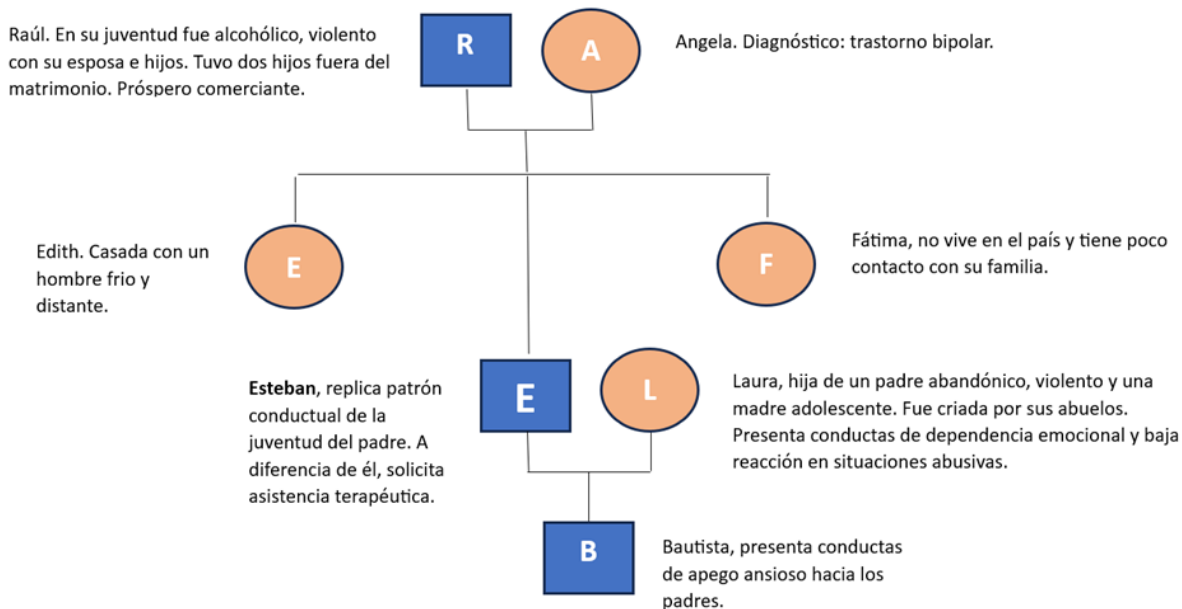 Raúl. En su juventud fue alcohólico, violento
con su esposa e hijos. Tuvo dos hijos fuera del
matrimonio. Próspero comerciante.
R
A
Angela. Diagnóstico: trastorno bipolar.
Edith. Casada con un
hombre frio y
distante.
E
F
Fátima, no vive en el país y tiene poco
contacto con su familia.
Esteban, replica patrón
conductual de la
juventud del padre. A
diferencia de él, solicita
asistencia terapéutica.
E
L
Laura, hija de un padre abandónico, violento y una
madre adolescente. Fue criada por sus abuelos.
Presenta conductas de dependencia emocional y baja
reacción en situaciones abusivas.
B
Bautista, presenta conductas
de apego ansioso hacia los
padres.